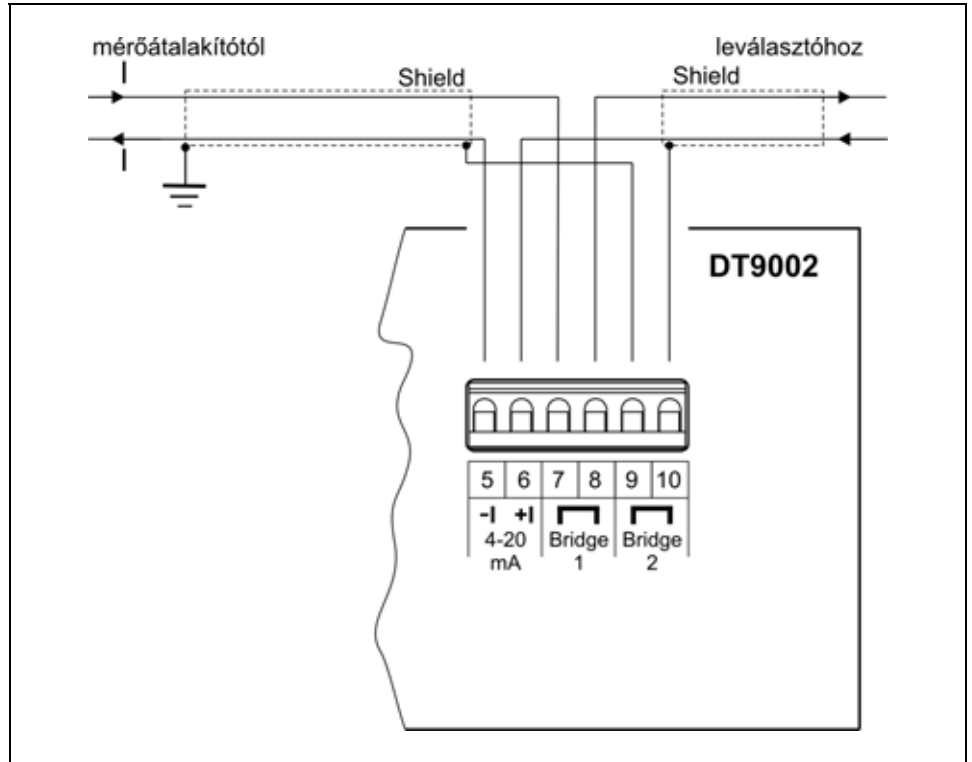 mérőátalakítótól
leválasztóhoz
I
Shield
Shield
I
DT9002
5 6 7 8 9 10
-I +I
4-20 Bridge Bridge
mA 1 2